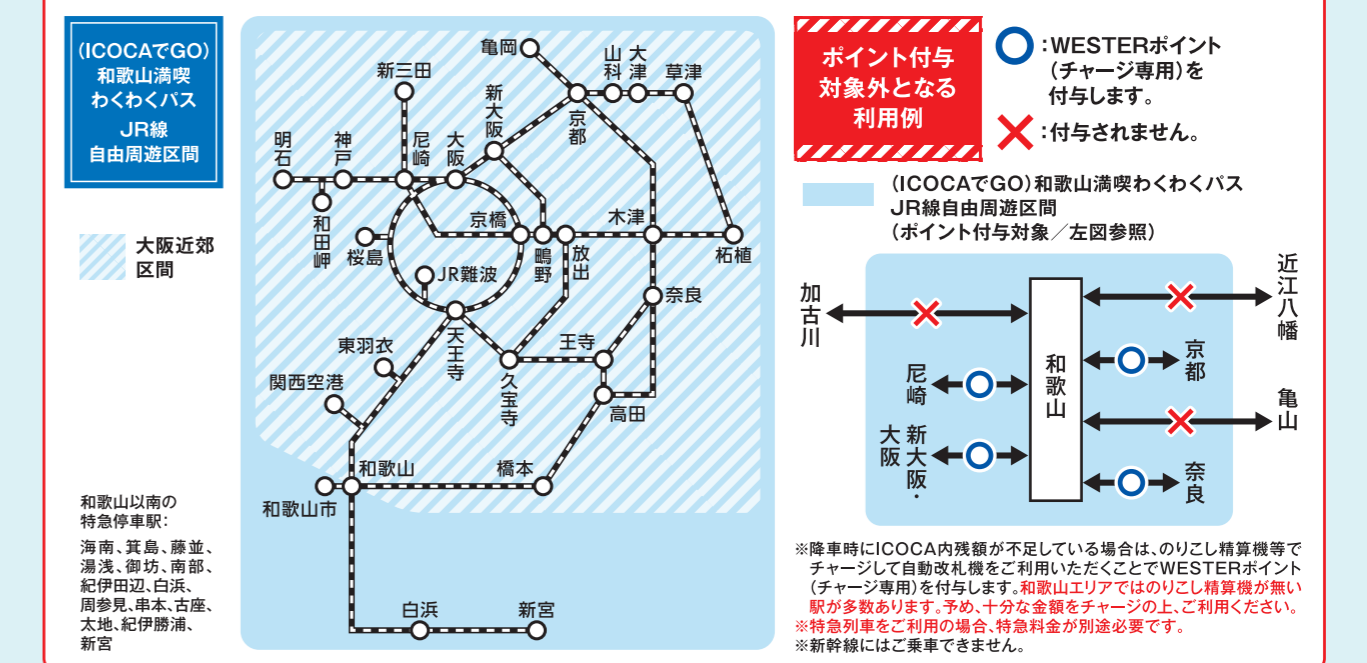 (ICOCAでGO)
和歌山満喫
わくわくパス
JR線
自由周遊区間
大阪近郊
区間
和歌山以南の
特急停車駅：
海南、箕島、藤並、
湯浅、御坊、南部、
紀伊田辺、白浜、
周参見、串本、古座、
太地、紀伊勝浦、
新宮
亀岡
山科
大津
草津
新三田
新大阪
京都
明石
神戸
尼崎
大阪
和田岬
桜島
京橋
鴫野
放出
木津
柘植
JR難波
奈良
天王寺
東羽衣
久宝寺
王寺
関西空港
高田
和歌山
橋本
和歌山市
白浜
新宮
ポイント付与
対象外となる
利用例
：WESTERポイント
（チャージ専用）を
付与します。
：付与されません。
(ICOCAでGO)和歌山満喫わくわくパス
JR線自由周遊区間
（ポイント付与対象／左図参照）
加古川
近江八幡
和歌山
尼崎
京都
亀山
新大阪・
大阪
奈良
※降車時にICOCA内残額が不足している場合は、のりこし精算機等で
チャージして自動改札機をご利用いただくことでWESTERポイント
（チャージ専用）を付与します。和歌山エリアではのりこし精算機が無い
駅が多数あります。予め、十分な金額をチャージの上、ご利用ください。
※特急列車をご利用の場合、特急料金が別途必要です。
※新幹線にはご乗車できません。